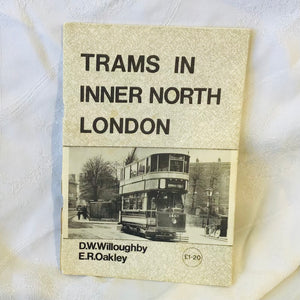 TRAMS IN
INNER NORTH
LONDON
D.W.Willoughby
E.R.Oakley
£1·20